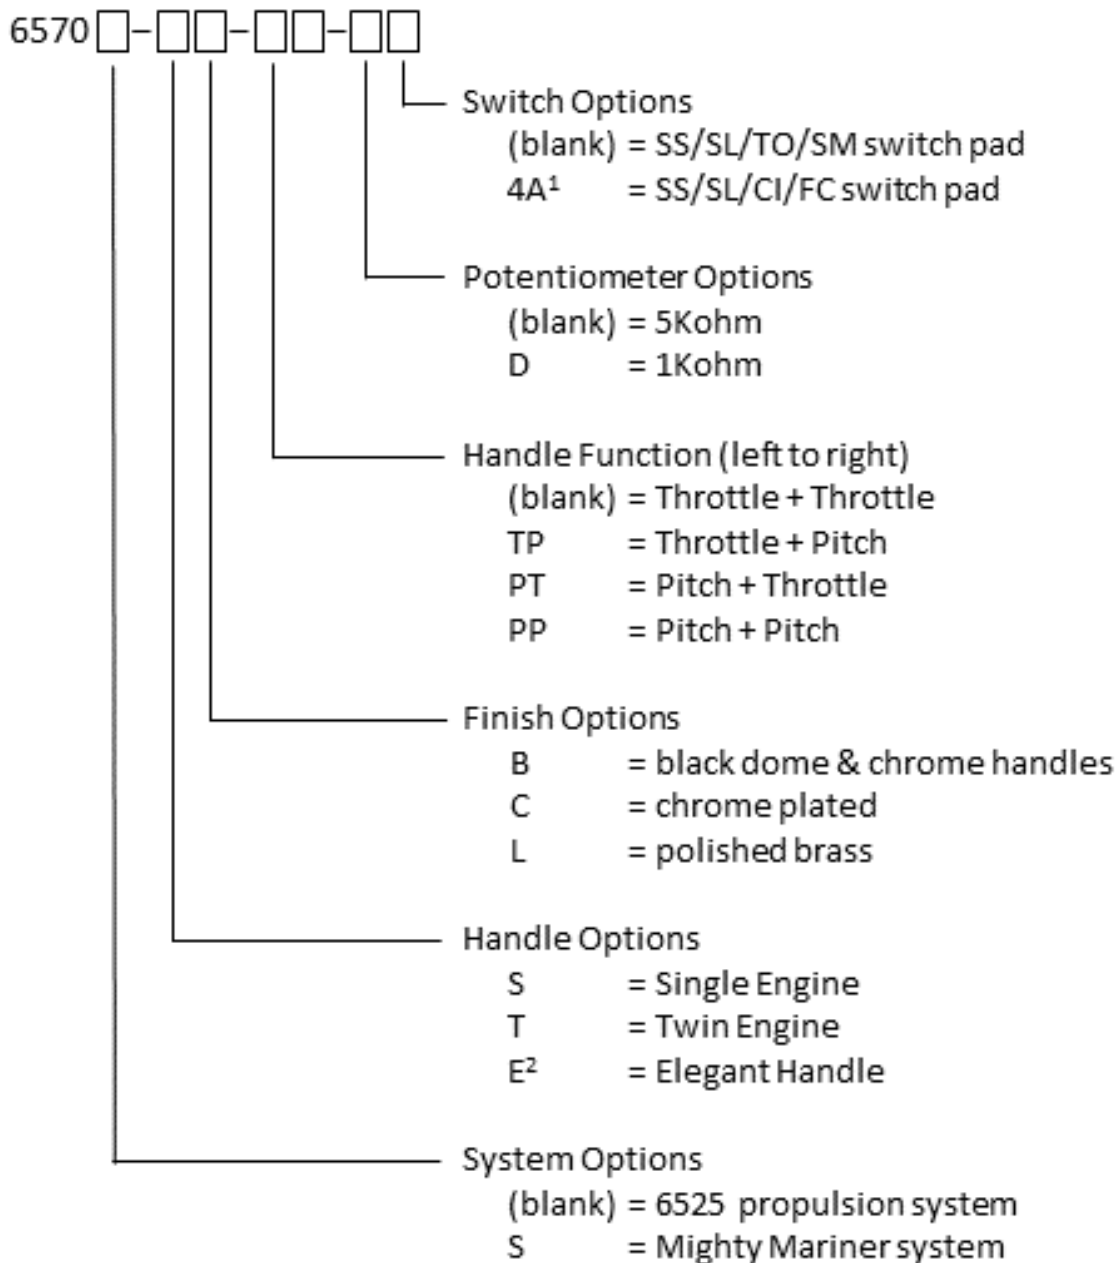 6570 □-□□-□□-□□
Switch Options
(blank) = SS/SL/TO/SM switch pad
4A¹ = SS/SL/CI/FC switch pad
Potentiometer Options
(blank) = 5Kohm
D = 1Kohm
Handle Function (left to right)
(blank) = Throttle + Throttle
TP = Throttle + Pitch
PT = Pitch + Throttle
PP = Pitch + Pitch
Finish Options
B = black dome & chrome handles
C = chrome plated
L = polished brass
Handle Options
S = Single Engine
T = Twin Engine
E² = Elegant Handle
System Options
(blank) = 6525 propulsion system
S = Mighty Mariner system